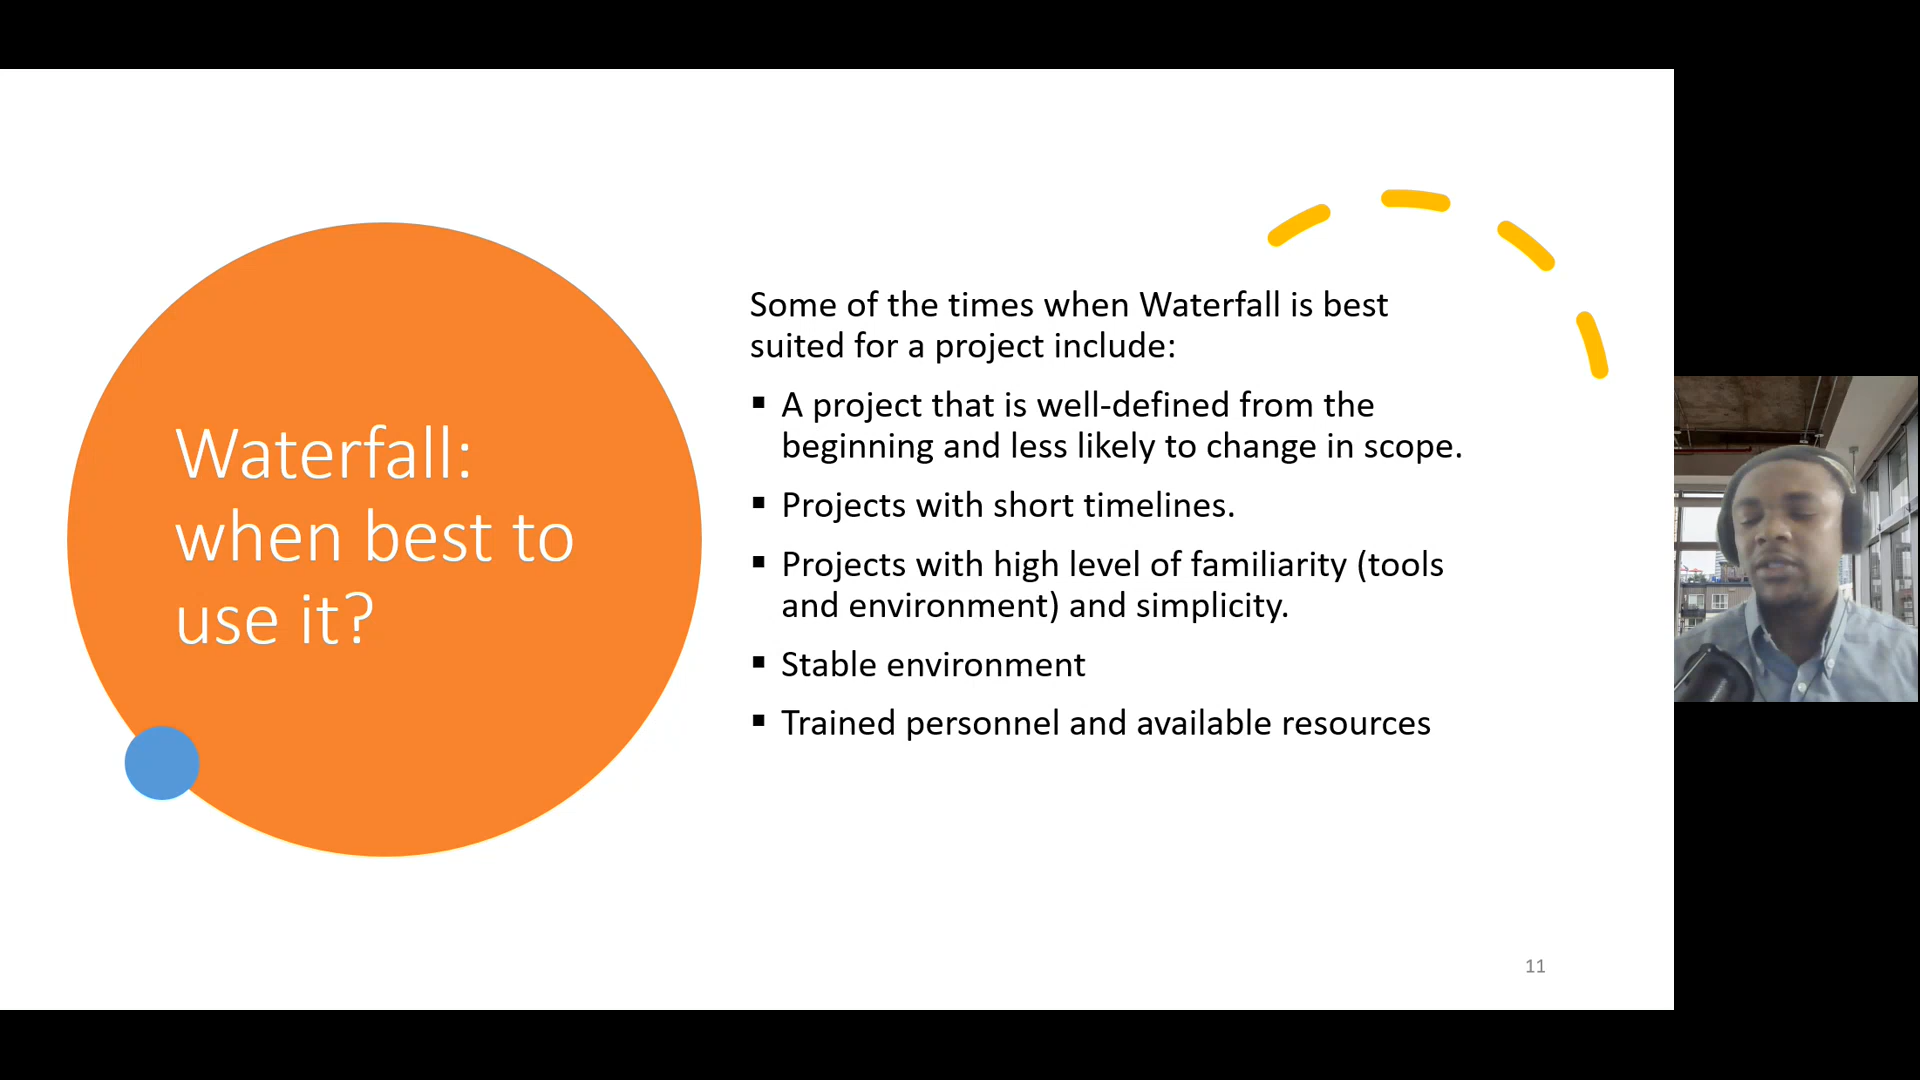 Waterfall:
when best to
use it?
Some of the times when Waterfall is best
suited for a project include:
▪ A project that is well-defined from the
beginning and less likely to change in scope.
▪ Projects with short timelines.
▪ Projects with high level of familiarity (tools
and environment) and simplicity.
▪ Stable environment
▪ Trained personnel and available resources
11